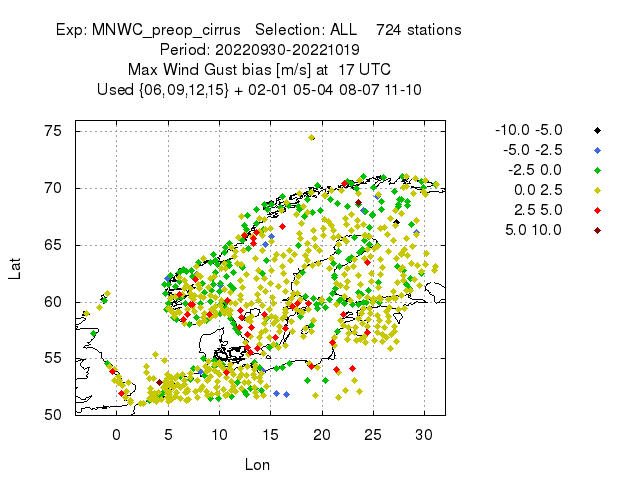 Exp: MNWC_preop_cirrus   Selection: ALL    724 stations
Period: 20220930-20221019
Max Wind Gust bias [m/s] at  17 UTC
Used {06,09,12,15} + 02-01 05-04 08-07 11-10
75
70
65
60
55
50
0 5 10 15 20 25 30
Lat
Lon
-10.0 -5.0
-5.0 -2.5
-2.5 0.0
0.0 2.5
2.5 5.0
5.0 10.0